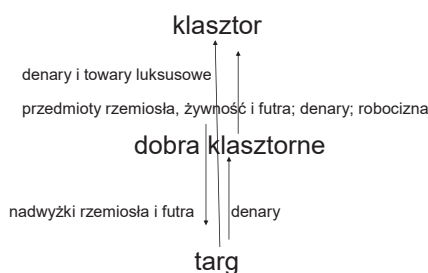 klasztor
denary i towary luksusowe
przedmioty rzemiosła, żywność i futra; denary; robocizna
dobra klasztorne
nadwyżki rzemiosła i futra denary
targ